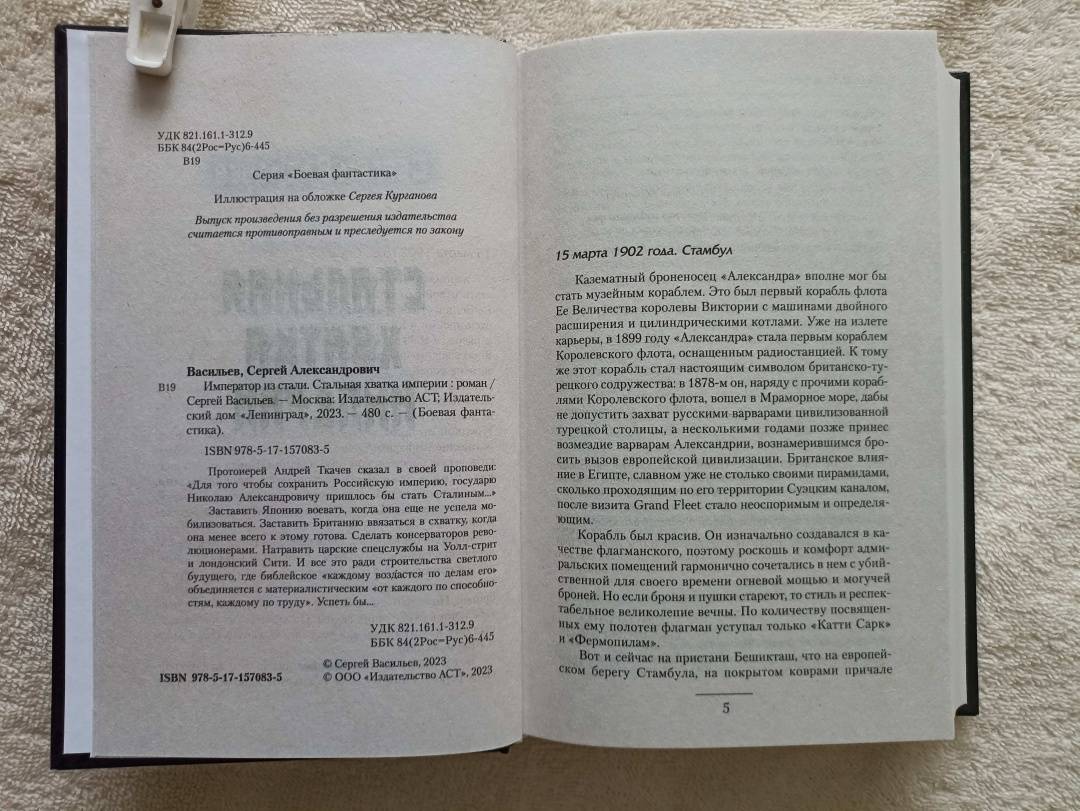 УДК 821.161.1-312.9
ББК 84(2Рос=Рус)6-445
В19
Серия «Боевая фантастика»
Иллюстрация на обложке Сергея Курганова
Выпуск произведения без разрешения издательства
считается противоправным и преследуется по закону
Васильев, Сергей Александрович
В19 Император из стали. Стальная хватка империи : роман /
Сергей Васильев. — Москва: Издательство АСТ; Издатель-
ский дом «Ленинград», 2023. — 480 с. — (Боевая фанта-
стика).
ISBN 978-5-17-157083-5
Протоиерей Андрей Ткачев сказал в своей проповеди:
«Для того чтобы сохранить Российскую империю, государю
Николаю Александровичу пришлось бы стать Сталиным...»
Заставить Японию воевать, когда она еще не успела мо-
билизоваться. Заставить Британию ввязаться в схватку, когда
она менее всего к этому готова. Сделать консерваторов рево-
люционерами. Натравить царские спецслужбы на Уолл-стрит
и лондонский Сити. И все это ради строительства светлого
будущего, где библейское «каждому воздастся по делам его»
объединяется с материалистическим «от каждого по способно-
стям, каждому по труду». Успеть бы...
УДК 821.161.1-312.9
ББК 84(2Рос=Рус)6-445
© Сергей Васильев, 2023
ISBN 978-5-17-157083-5 © ООО «Издательство АСТ», 2023
15 марта 1902 года. Стамбул
Казематный броненосец «Александра» вполне мог бы
стать музейным кораблем. Это был первый корабль флота
Ее Величества королевы Виктории с машинами двойного
расширения и цилиндрическими котлами. Уже на излете
карьеры, в 1899 году «Александра» стала первым кораблем
Королевского флота, оснащенным радиостанцией. К тому
же этот корабль стал настоящим символом британско-ту-
рецкого содружества: в 1878-м он, наряду с прочими кораб-
лями Королевского флота, вошел в Мраморное море, дабы
не допустить захват русскими варварами цивилизованной
турецкой столицы, а несколькими годами позже принес
возмездие варварам Александрии, вознамерившимся бро-
сить вызов европейской цивилизации. Британское влия-
ние в Египте, славном уже не столько своими пирамидами,
сколько проходящим по его территории Суэцким каналом,
после визита Grand Fleet стало неоспоримым и определя-
ющим.
Корабль был красив. Он изначально создавался в ка-
честве флагманского, поэтому роскошь и комфорт адми-
ральских помещений гармонично сочетались в нем с убий-
ственной для своего времени огневой мощью и могучей
броней. Но если броня и пушки стареют, то стиль и респек-
табельное великолепие вечны. По количеству посвящен-
ных ему полотен флагман уступал только «Катти Сарк»
и «Фермопилам».
Вот и сейчас на пристани Бешикташ, что на европей-
ском берегу Стамбула, на покрытом коврами причале
5